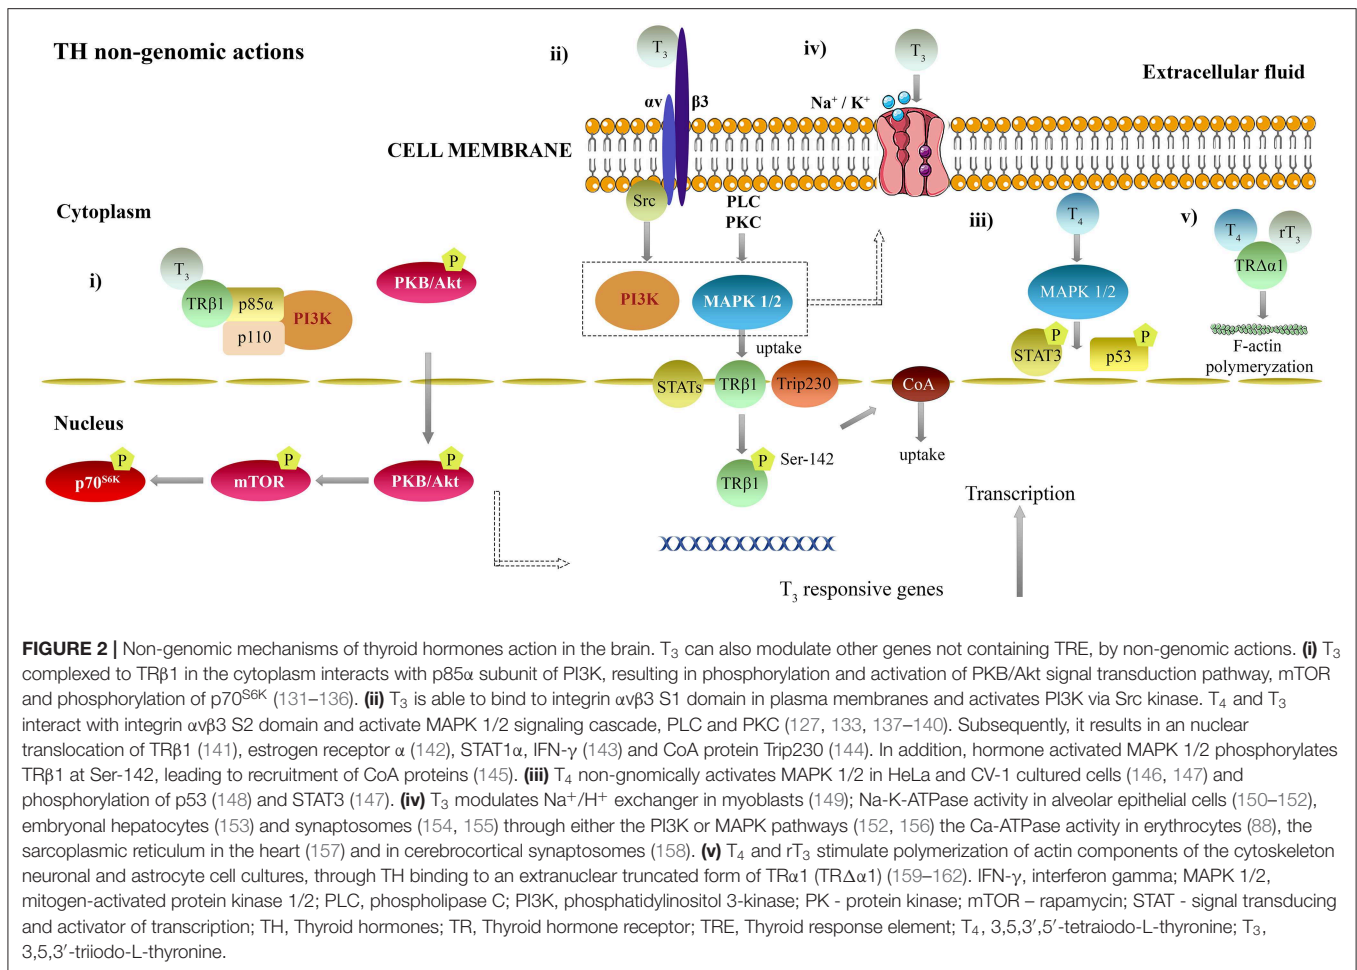 TH non-genomic actions
ii)
T₃
iv)
T₃
Extracellular fluid
αv
β3
Na⁺ / K⁺
CELL MEMBRANE
Cytoplasm
Src
PLC
PKC
iii)
T₄
v)
T₄
rT₃
TRΔα1
i)
T₃
TRβ1
p85α
p110
PI3K
P
PKB/Akt
PI3K
MAPK 1/2
MAPK 1/2
uptake
P
STAT3
P
p53
F-actin
polymeryzation
STATs
TRβ1
Trip230
CoA
Nucleus
P
p70ˢ⁶ᴷ
P
mTOR
P
PKB/Akt
P
Ser-142
TRβ1
uptake
Transcription
T₃ responsive genes
FIGURE 2 | Non-genomic mechanisms of thyroid hormones action in the brain. T₃ can also modulate other genes not containing TRE, by non-genomic actions. (i) T₃
complexed to TRβ1 in the cytoplasm interacts with p85α subunit of PI3K, resulting in phosphorylation and activation of PKB/Akt signal transduction pathway, mTOR
and phosphorylation of p70ˢ⁶ᴷ (131–136). (ii) T₃ is able to bind to integrin αvβ3 S1 domain in plasma membranes and activates PI3K via Src kinase. T₄ and T₃
interact with integrin αvβ3 S2 domain and activate MAPK 1/2 signaling cascade, PLC and PKC (127, 133, 137–140). Subsequently, it results in an nuclear
translocation of TRβ1 (141), estrogen receptor α (142), STAT1α, IFN-γ (143) and CoA protein Trip230 (144). In addition, hormone activated MAPK 1/2 phosphorylates
TRβ1 at Ser-142, leading to recruitment of CoA proteins (145). (iii) T₄ non-gnomically activates MAPK 1/2 in HeLa and CV-1 cultured cells (146, 147) and
phosphorylation of p53 (148) and STAT3 (147). (iv) T₃ modulates Na⁺/H⁺ exchanger in myoblasts (149); Na-K-ATPase activity in alveolar epithelial cells (150–152),
embryonal hepatocytes (153) and synaptosomes (154, 155) through either the PI3K or MAPK pathways (152, 156) the Ca-ATPase activity in erythrocytes (88), the
sarcoplasmic reticulum in the heart (157) and in cerebrocortical synaptosomes (158). (v) T₄ and rT₃ stimulate polymerization of actin components of the cytoskeleton
neuronal and astrocyte cell cultures, through TH binding to an extranuclear truncated form of TRα1 (TRΔα1) (159–162). IFN-γ, interferon gamma; MAPK 1/2,
mitogen-activated protein kinase 1/2; PLC, phospholipase C; PI3K, phosphatidylinositol 3-kinase; PK - protein kinase; mTOR – rapamycin; STAT - signal transducing
and activator of transcription; TH, Thyroid hormones; TR, Thyroid hormone receptor; TRE, Thyroid response element; T₄, 3,5,3′,5′-tetraiodo-L-thyronine; T₃,
3,5,3′-triiodo-L-thyronine.